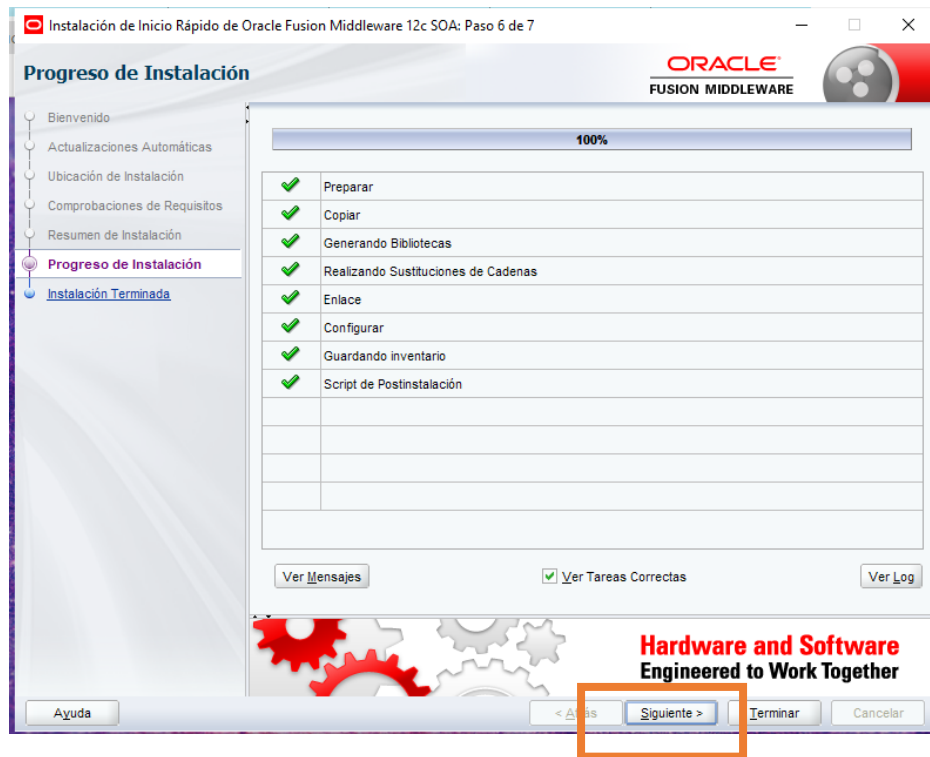 Instalación de Inicio Rápido de Oracle Fusion Middleware 12c SOA: Paso 6 de 7
Progreso de Instalación
ORACLE
FUSION MIDDLEWARE
Bienvenido
Actualizaciones Automáticas
Ubicación de Instalación
Comprobaciones de Requisitos
Resumen de Instalación
Progreso de Instalación
Instalación Terminada
100%
Preparar
Copiar
Generando Bibliotecas
Realizando Sustituciones de Cadenas
Enlace
Configurar
Guardando inventario
Script de Postinstalación
Ver Mensajes
Ver Tareas Correctas
Ver Log
Hardware and Software
Engineered to Work Together
Ayuda
< Atrás
Siguiente >
Terminar
Cancelar